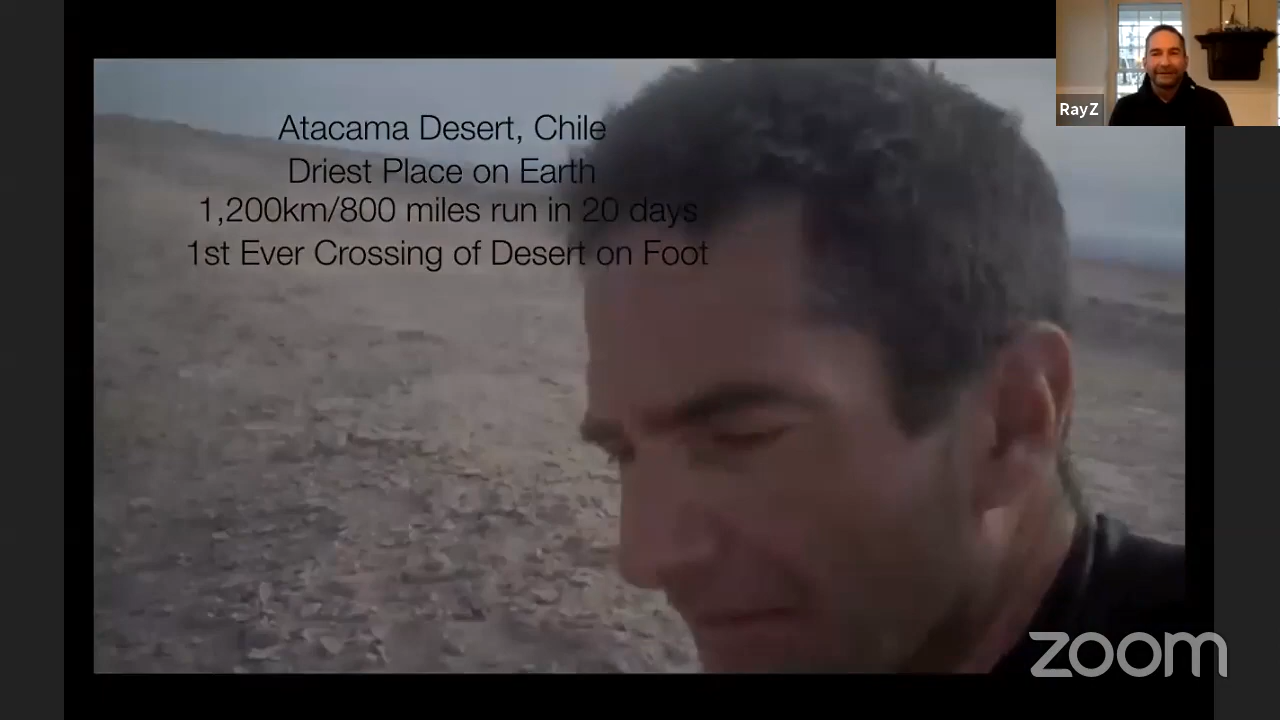 Atacama Desert, Chile
Driest Place on Earth
1,200km/800 miles run in 20 days
1st Ever Crossing of Desert on Foot
RayZ
zoom